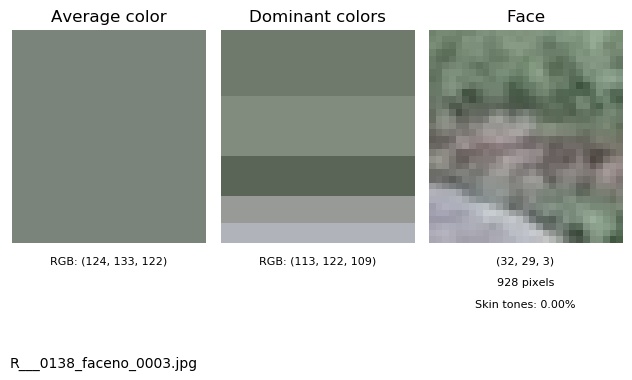 Average color
Dominant colors
Face
RGB: (124, 133, 122)
RGB: (113, 122, 109)
(32, 29, 3)
928 pixels
Skin tones: 0.00%
R___0138_faceno_0003.jpg